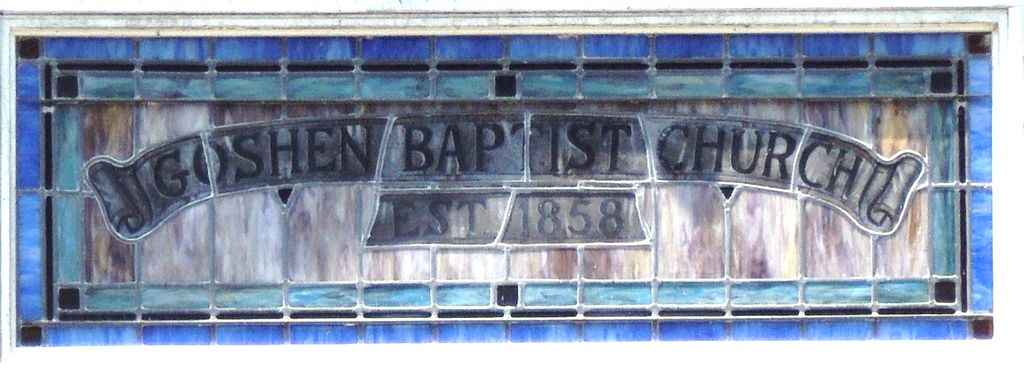 GOSHEN BAPTIST CHURCH
EST. 1858